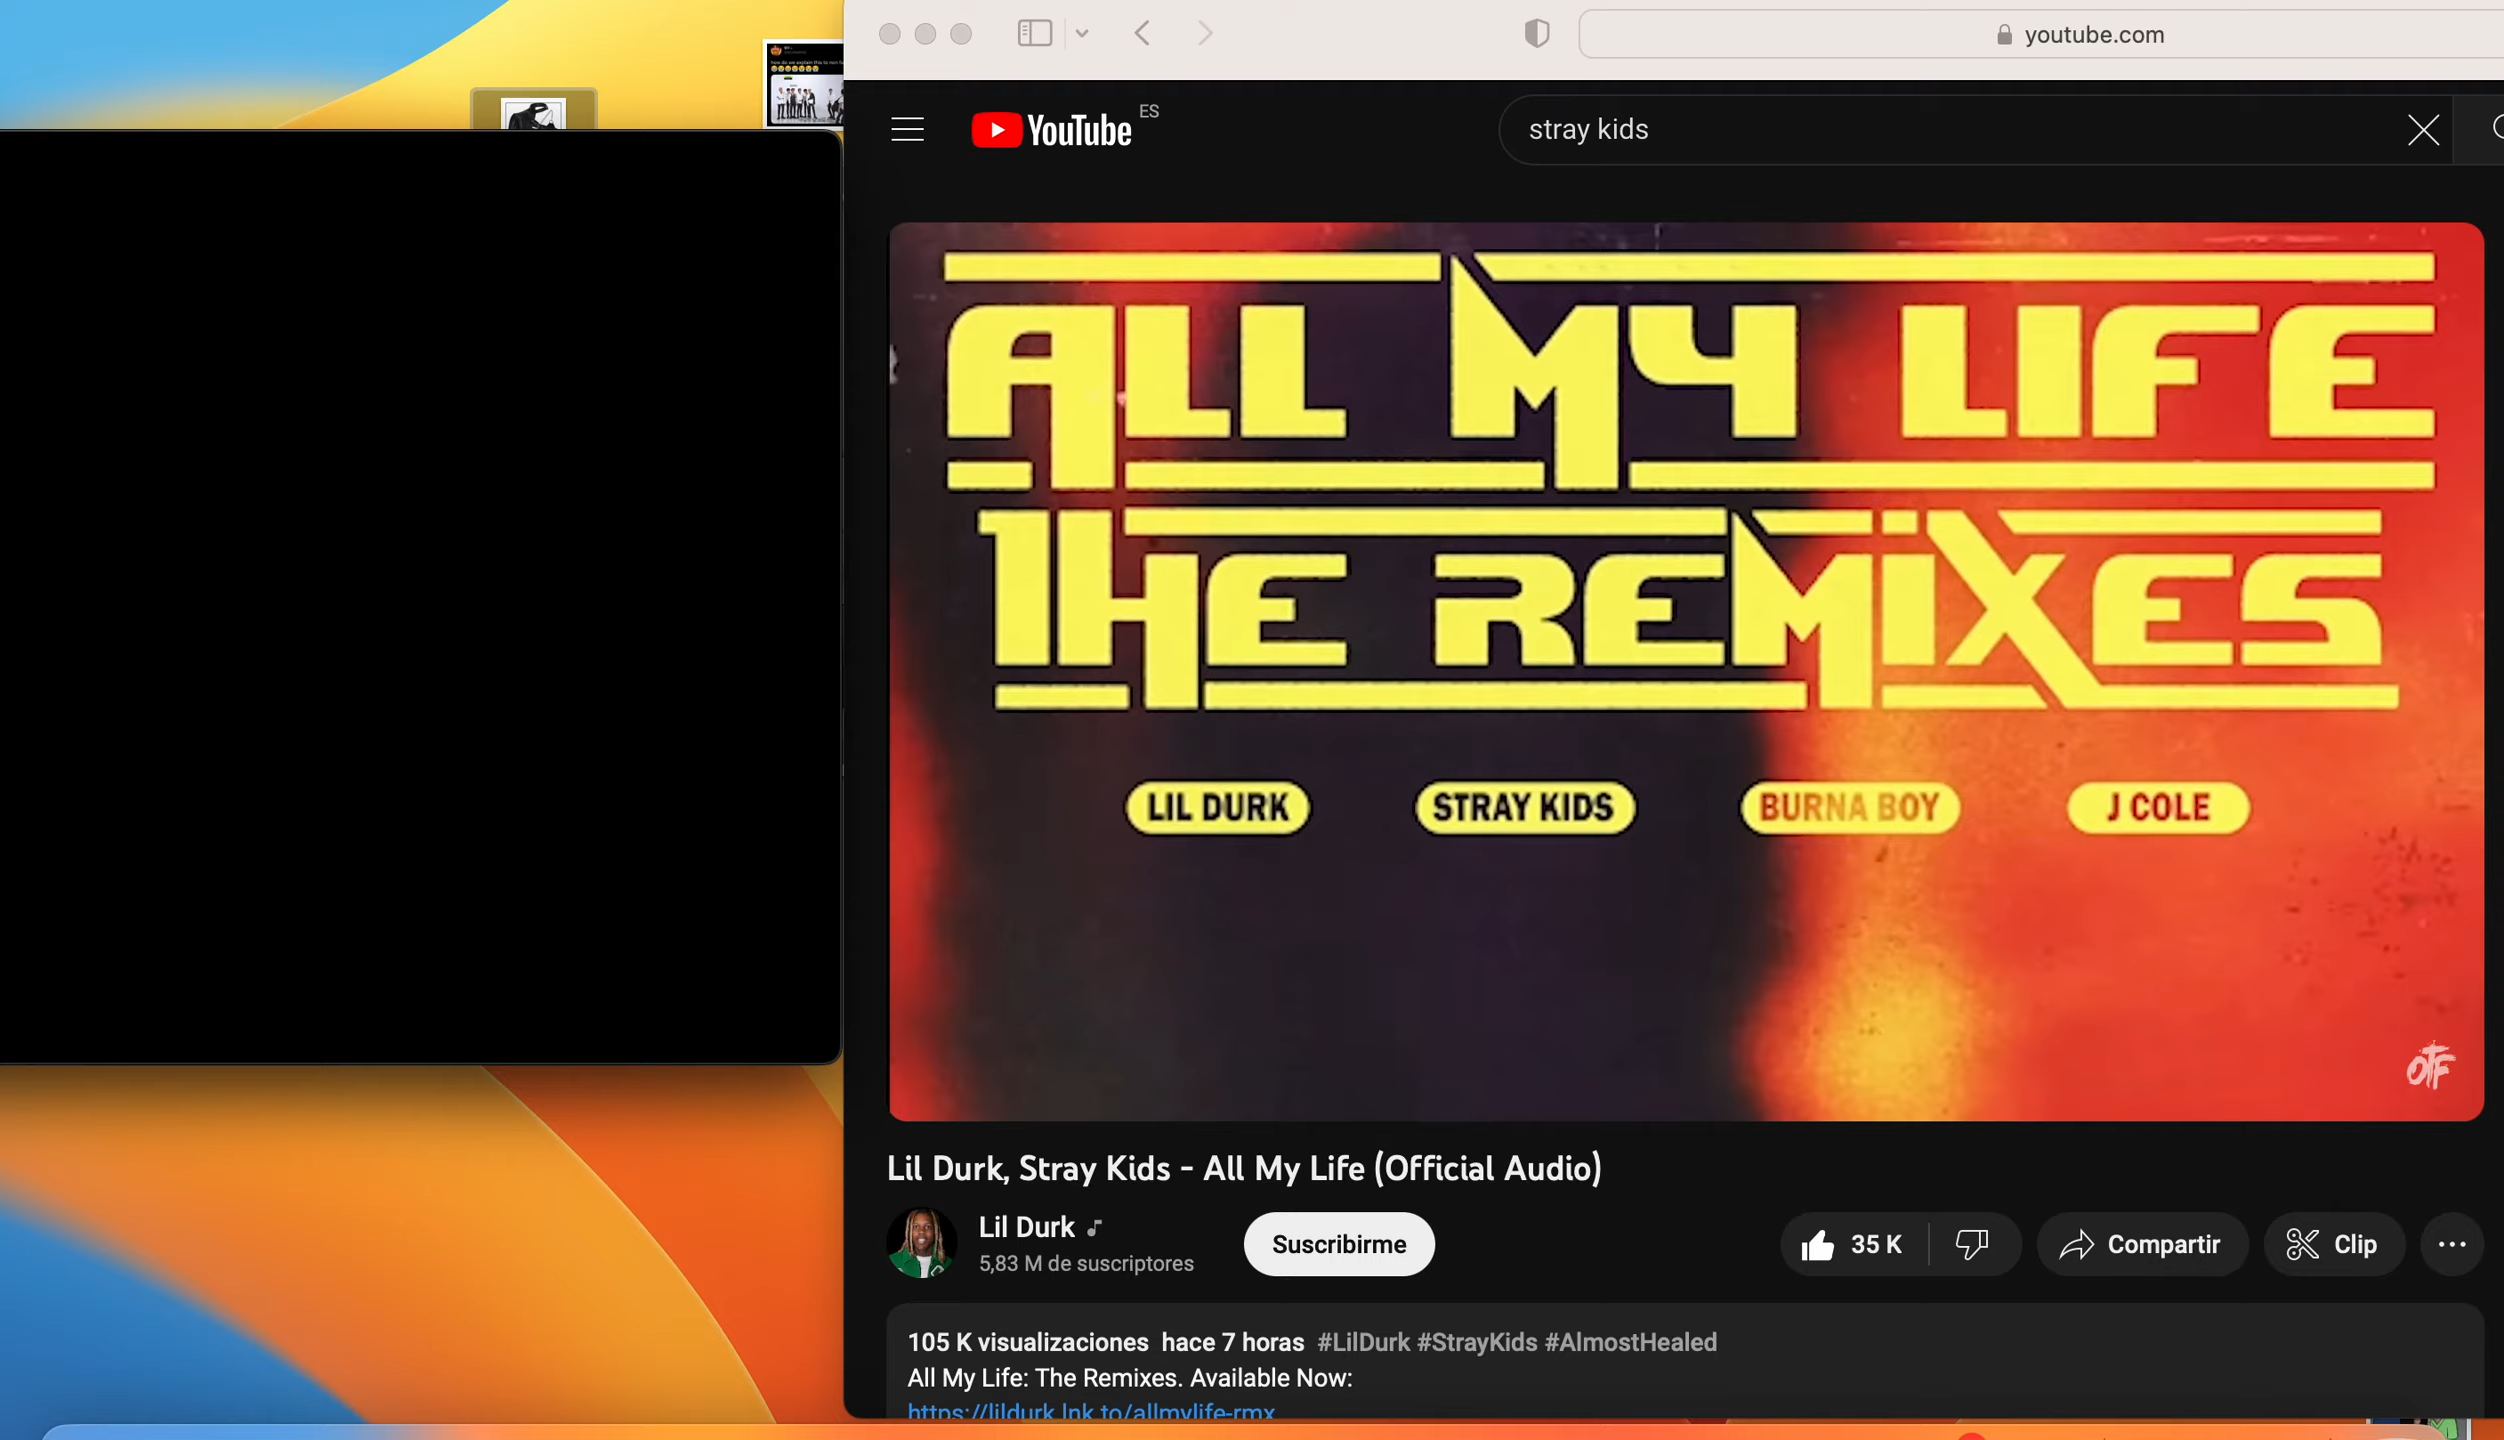 youtube.com
YouTube ES
stray kids
ALL MY LIFE
THE REMIXES
LIL DURK
STRAY KIDS
BURNA BOY
J COLE
OTF
Lil Durk, Stray Kids - All My Life (Official Audio)
Lil Durk
5,83 M de suscriptores
Suscribirme
35 K
Compartir
Clip
105 K visualizaciones hace 7 horas #LilDurk #StrayKids #AlmostHealed
All My Life: The Remixes. Available Now:
https://lildurk.lnk.to/allmylife-rmx